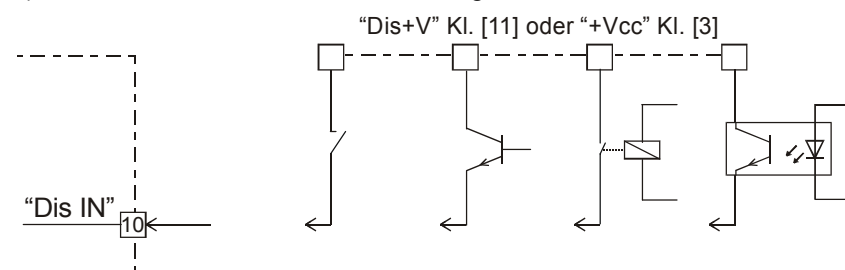 “Dis+V” Kl. [11] oder “+Vcc” Kl. [3]
“Dis IN”
10